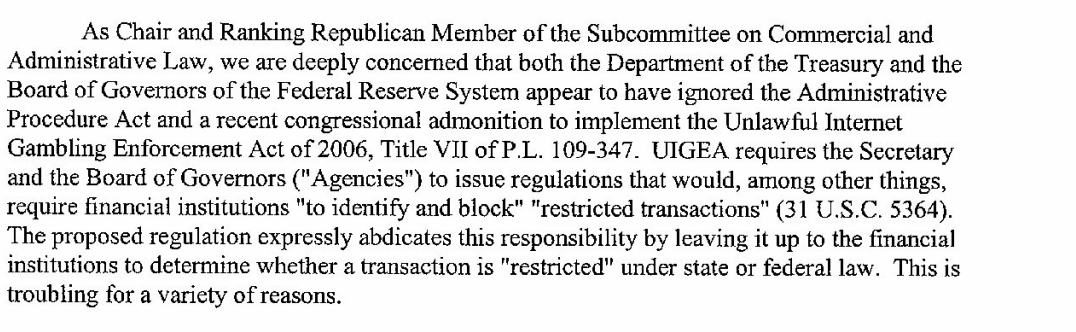 As Chair and Ranking Republican Member of the Subcommittee on Commercial and
Administrative Law, we are deeply concerned that both the Department of the Treasury and the
Board of Governors of the Federal Reserve System appear to have ignored the Administrative
Procedure Act and a recent congressional admonition to implement the Unlawful Internet
Gambling Enforcement Act of 2006, Title VII of P.L. 109-347.  UIGEA requires the Secretary
and the Board of Governors ("Agencies") to issue regulations that would, among other things,
require financial institutions "to identify and block" "restricted transactions" (31 U.S.C. 5364).
The proposed regulation expressly abdicates this responsibility by leaving it up to the financial
institutions to determine whether a transaction is "restricted" under state or federal law.  This is
troubling for a variety of reasons.